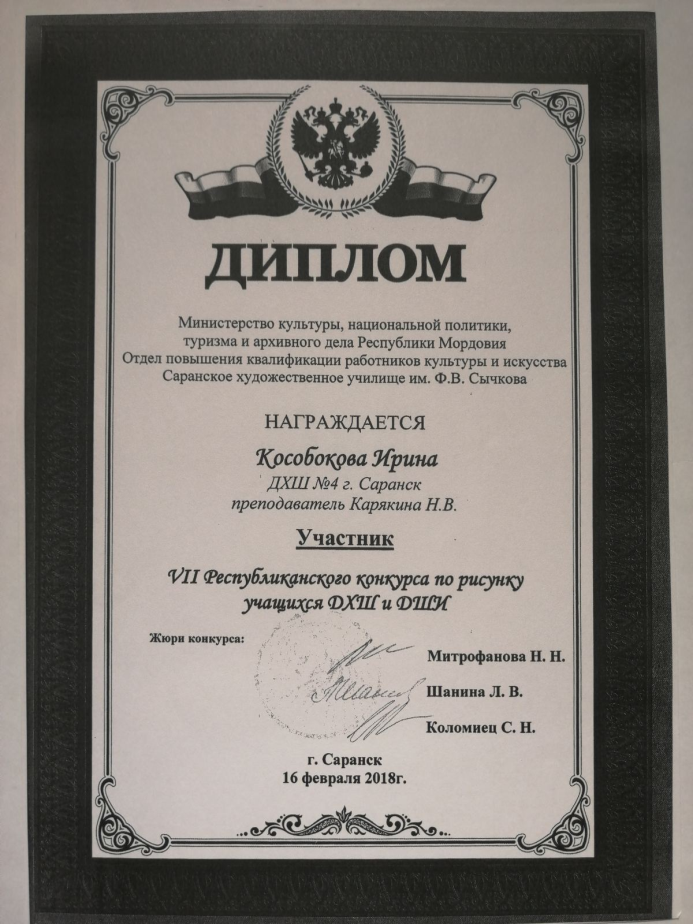 ДИПЛОМ
Министерство культуры, национальной политики,
туризма и архивного дела Республики Мордовия
Отдел повышения квалификации работников культуры и искусства
Саранское художественное училище им. Ф.В. Сычкова
НАГРАЖДАЕТСЯ
Кособокова Ирина
ДХШ №4 г. Саранск
преподаватель Карякина Н.В.
Участник
VII Республиканского конкурса по рисунку
учащихся ДХШ и ДШИ
Жюри конкурса:
Митрофанова Н. Н.
Шанина Л. В.
Коломиец С. Н.
г. Саранск
16 февраля 2018г.